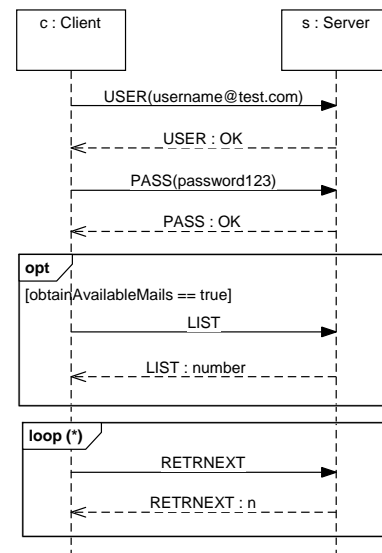 c : Client
s : Server
USER(username@test.com)
USER : OK
PASS(password123)
PASS : OK
opt
[obtainAvailableMails == true]
LIST
LIST : number
loop (*)
RETRNEXT
RETRNEXT : n